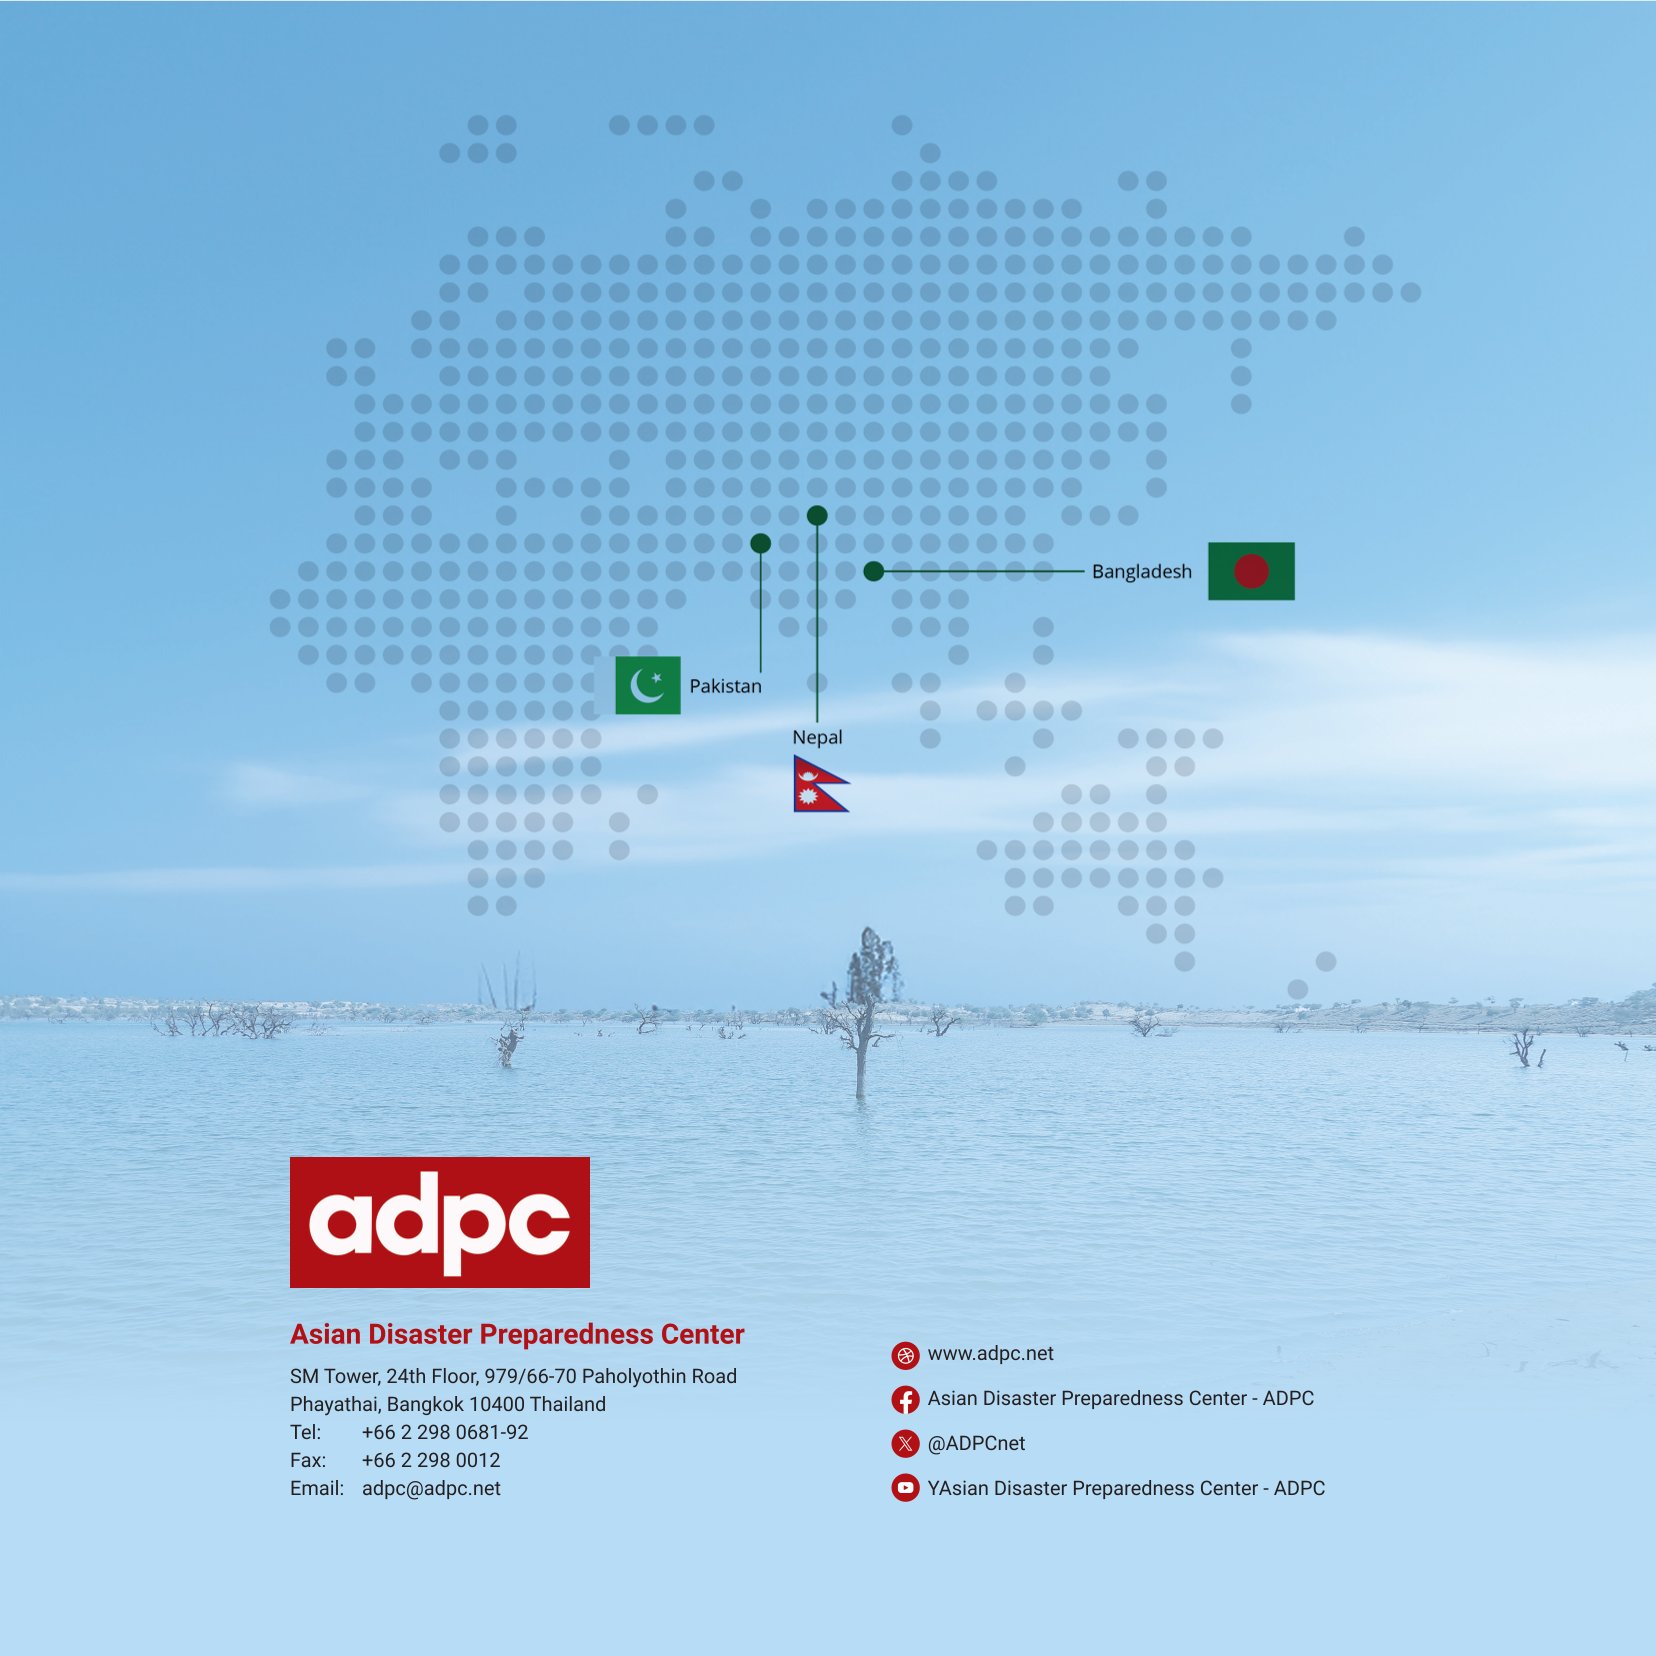 Bangladesh
Pakistan
Nepal
adpc
Asian Disaster Preparedness Center
SM Tower, 24th Floor, 979/66-70 Paholyothin Road
Phayathai, Bangkok 10400 Thailand
Tel: +66 2 298 0681-92
Fax: +66 2 298 0012
Email: adpc@adpc.net
www.adpc.net
Asian Disaster Preparedness Center - ADPC
@ADPCnet
YAsian Disaster Preparedness Center - ADPC